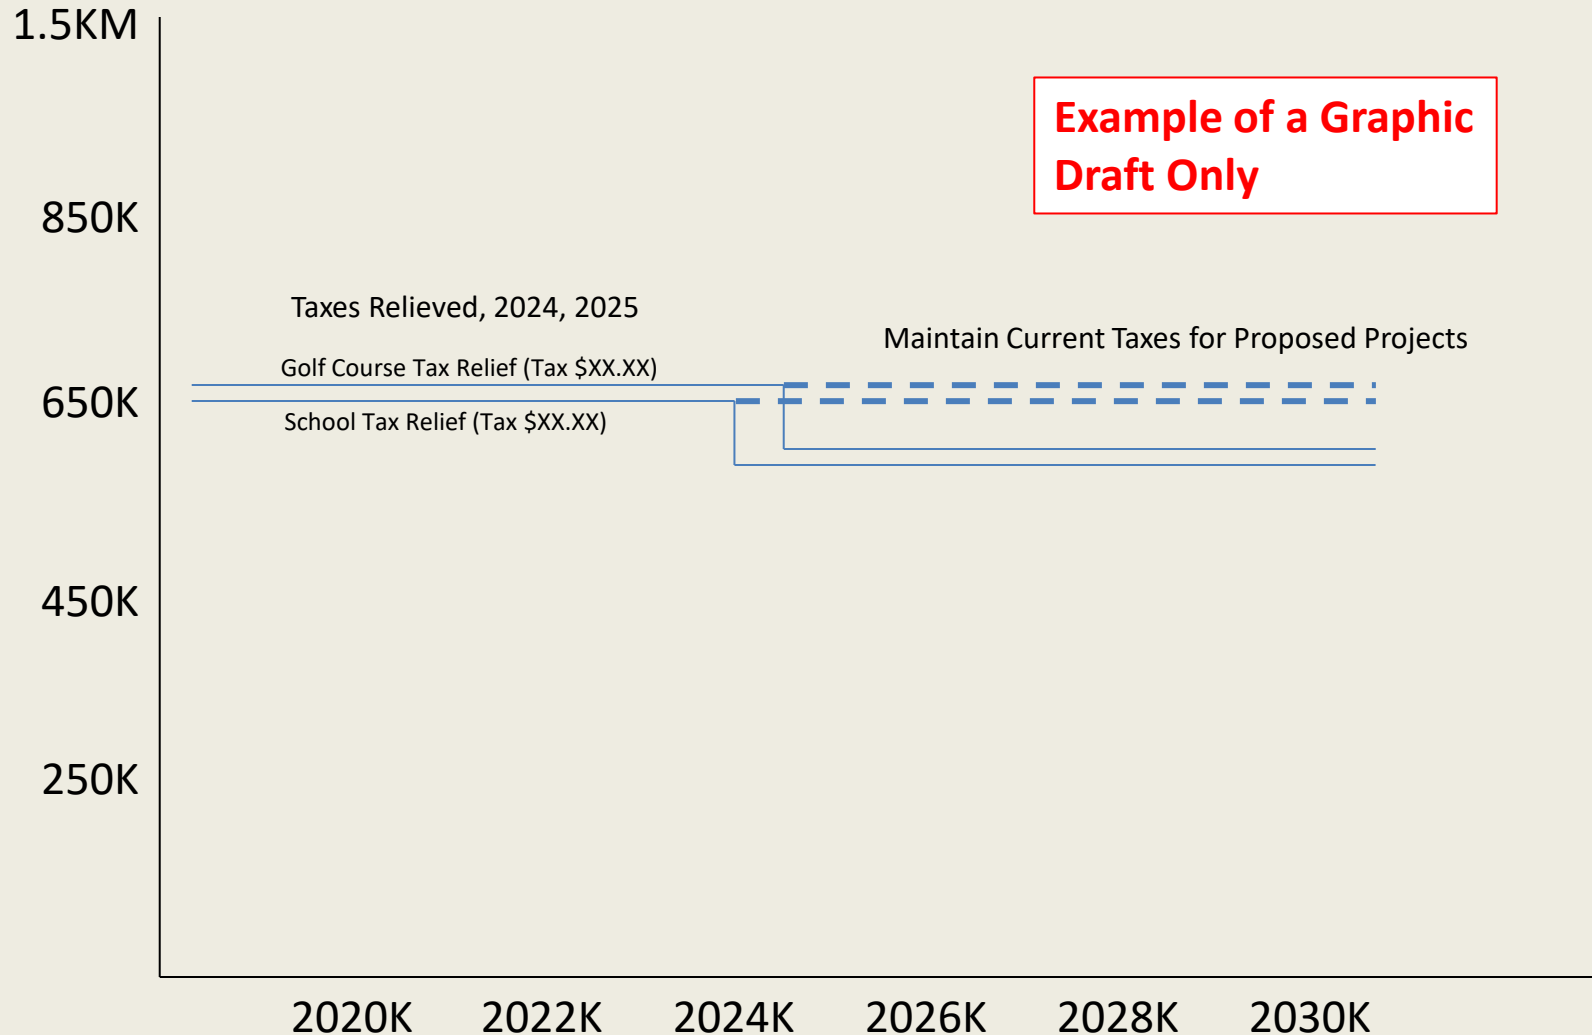 1.5KM
Example of a Graphic
Draft Only
850K
Taxes Relieved, 2024, 2025
Maintain Current Taxes for Proposed Projects
Golf Course Tax Relief (Tax $XX.XX)
650K
School Tax Relief (Tax $XX.XX)
450K
250K
2020K 2022K 2024K 2026K 2028K 2030K